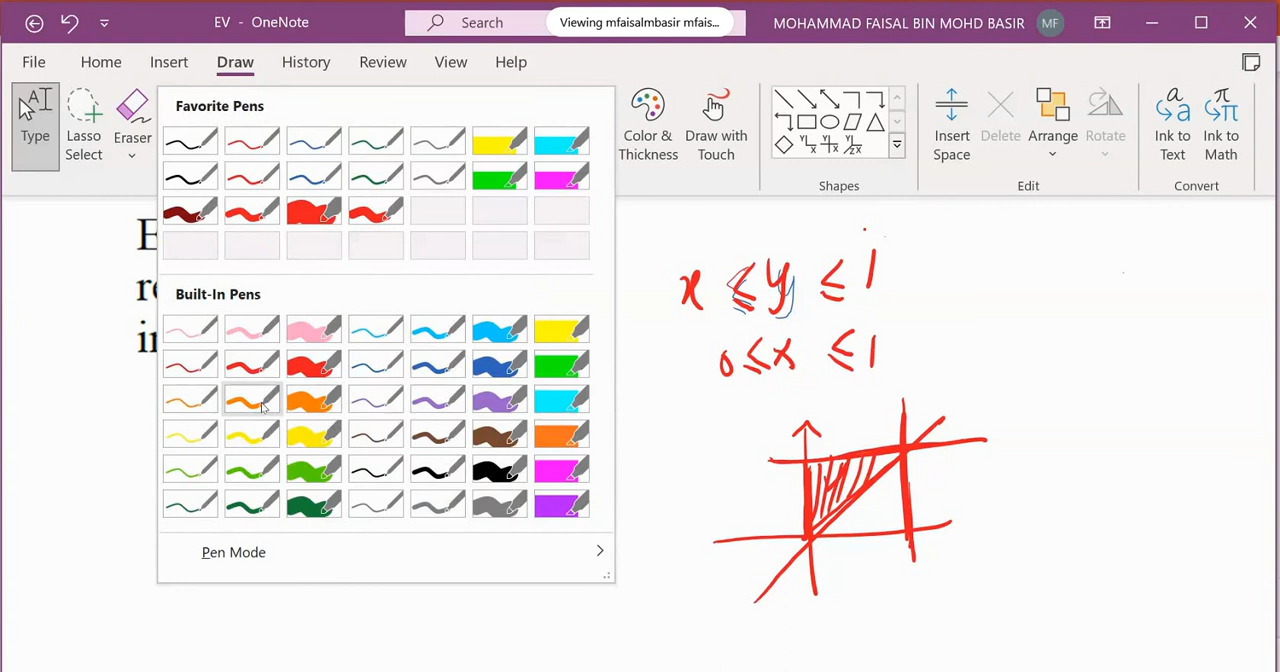 EV - OneNote
Search
Viewing mfaisalmbasir mfais...
MOHAMMAD FAISAL BIN MOHD BASIR
MF
File Home Insert Draw History Review View Help
Type
Lasso Select
Eraser
Favorite Pens
Built-In Pens
Pen Mode
Color & Thickness
Draw with Touch
Shapes
Insert Space
Delete
Arrange
Rotate
Edit
Ink to Text
Ink to Math
Convert
E
re
in
x ≤ y ≤ 1
0 ≤ x ≤ 1